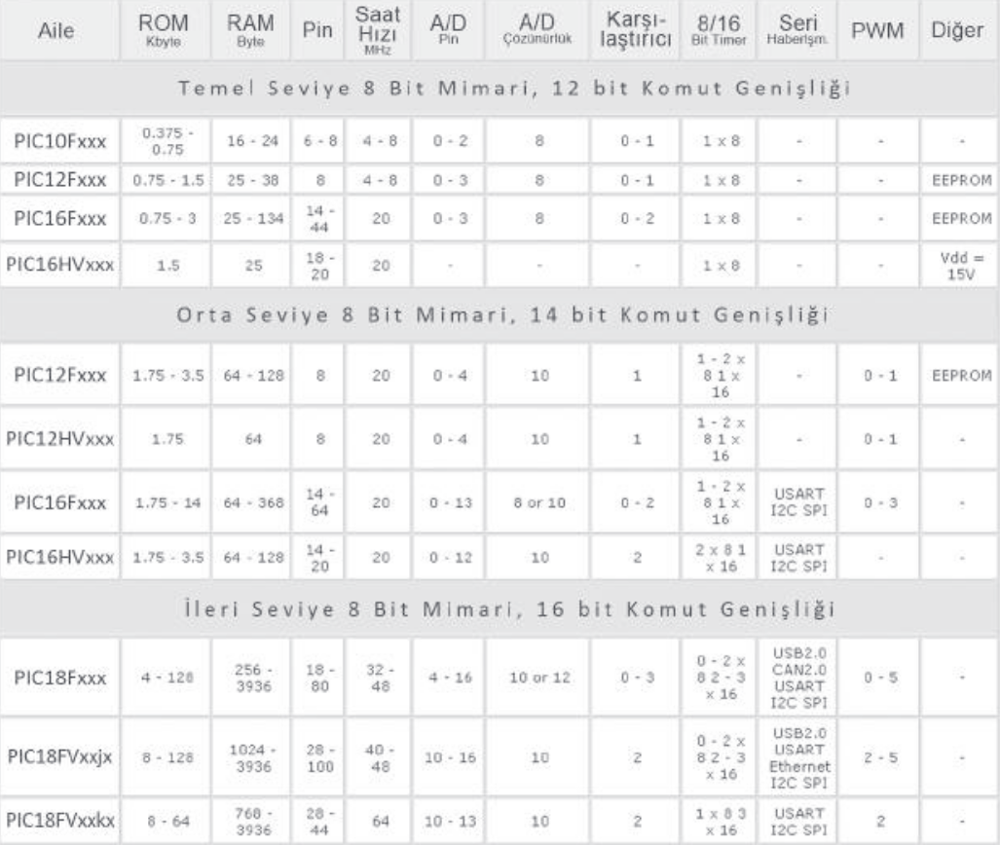 Aile ROM Kbyte RAM Byte Pin Saat Hızı MHz A/D Pin A/D Çözünürlük Karşı-laştırıcı 8/16 Bit Timer Seri Haberişm. PWM Diğer
Temel Seviye 8 Bit Mimari, 12 bit Komut Genişliği
PIC10Fxxx 0.375 - 0.75 16 - 24 6 - 8 4 - 8 0 - 2 8 0 - 1 1 x 8 - - -
PIC12Fxxx 0.75 - 1.5 25 - 38 8 4 - 8 0 - 3 8 0 - 1 1 x 8 - - EEPROM
PIC16Fxxx 0.75 - 3 25 - 134 14 - 44 20 0 - 3 8 0 - 2 1 x 8 - - EEPROM
PIC16HVxxx 1.5 25 18 - 20 20 - - - 1 x 8 - - Vdd = 15V
Orta Seviye 8 Bit Mimari, 14 bit Komut Genişliği
PIC12Fxxx 1.75 - 3.5 64 - 128 8 20 0 - 4 10 1 1 - 2 x 8 1 x 16 - 0 - 1 EEPROM
PIC12HVxxx 1.75 64 8 20 0 - 4 10 1 1 - 2 x 8 1 x 16 - 0 - 1 -
PIC16Fxxx 1.75 - 14 64 - 368 14 - 64 20 0 - 13 8 or 10 0 - 2 1 - 2 x 8 1 x 16 USART I2C SPI 0 - 3 -
PIC16HVxxx 1.75 - 3.5 64 - 128 14 - 20 20 0 - 12 10 2 2 x 8 1 x 16 USART I2C SPI - -
İleri Seviye 8 Bit Mimari, 16 bit Komut Genişliği
PIC18Fxxx 4 - 128 256 - 3936 18 - 80 32 - 48 4 - 16 10 or 12 0 - 3 0 - 2 x 8 2 - 3 x 16 USB2.0 CAN2.0 USART I2C SPI 0 - 5 -
PIC18FVxxjx 8 - 128 1024 - 3936 28 - 100 40 - 48 10 - 16 10 2 0 - 2 x 8 2 - 3 x 16 USB2.0 USART Ethernet I2C SPI 2 - 5 -
PIC18FVxxkx 8 - 64 768 - 3936 28 - 44 64 10 - 13 10 2 1 x 8 3 x 16 USART I2C SPI 2 -